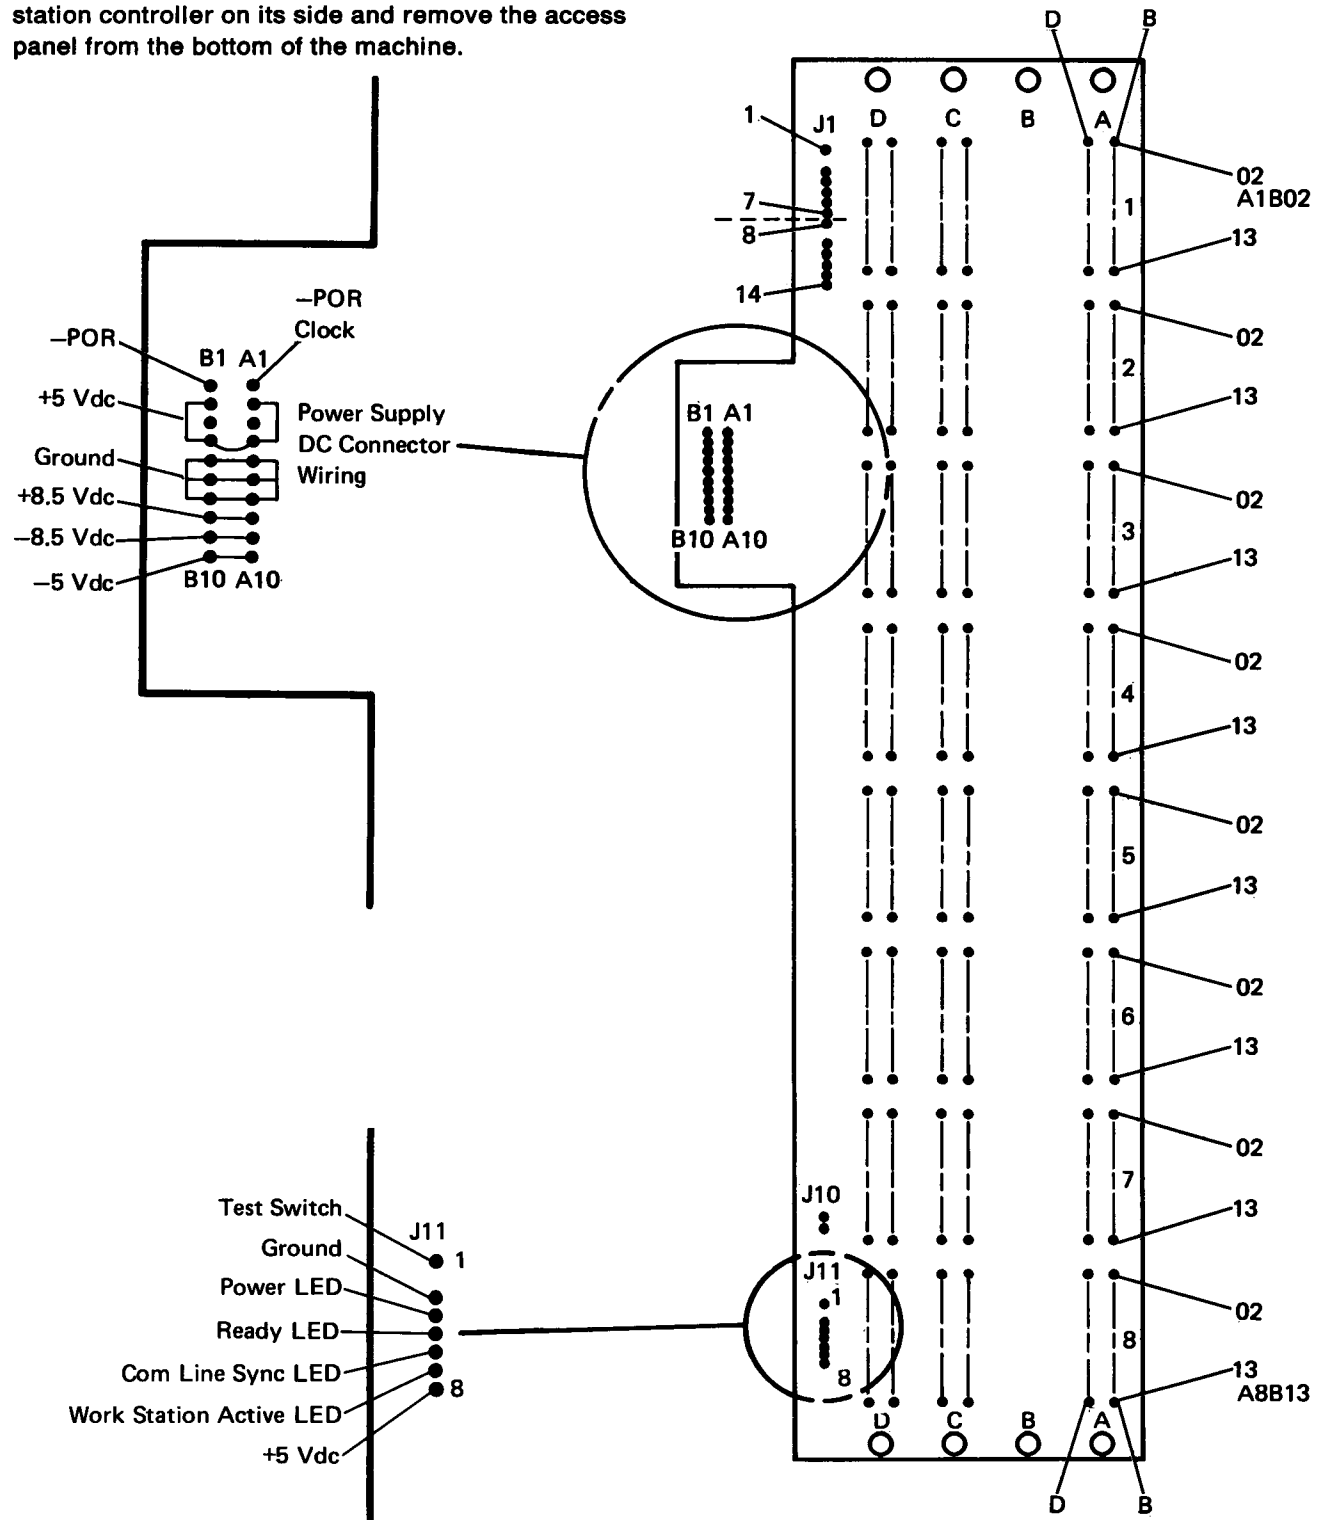 station controller on its side and remove the access
panel from the bottom of the machine.
D B
D C B A
J1
1
7
8
14
02
A1B02
1
13
02
2
13
02
3
13
02
4
13
02
5
13
02
6
13
02
7
13
02
8
13
A8B13
D C B A
D B
–POR
–POR
Clock
B1 A1
+5 Vdc
Power Supply
DC Connector
Wiring
Ground
+8.5 Vdc
–8.5 Vdc
–5 Vdc
B10 A10
B1 A1
B10 A10
Test Switch
J11
1
Ground
Power LED
Ready LED
Com Line Sync LED
8
Work Station Active LED
+5 Vdc
J10
J11
1
8